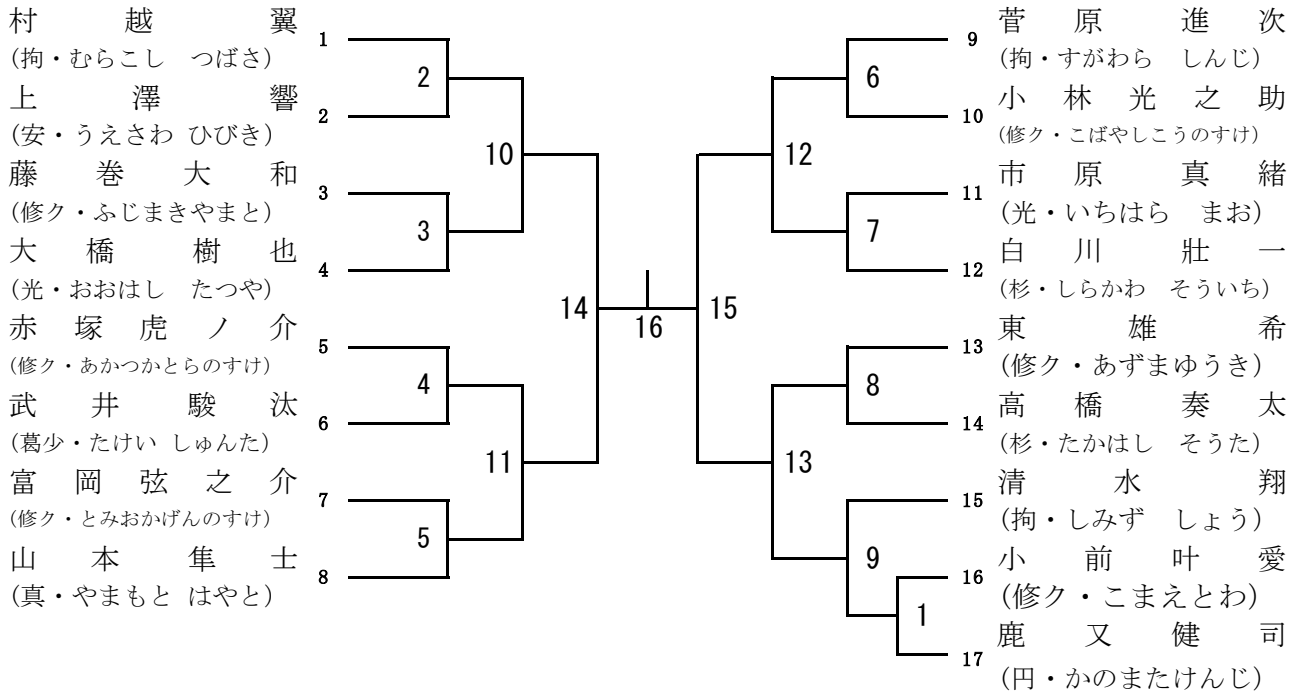 村越翼
1
(拘・むらこし　つばさ)
上澤響
2
(安・うえさわ ひびき)
藤巻大和
3
(修ク・ふじまきやまと)
大橋樹也
4
(光・おおはし　たつや)
赤塚虎ノ介
5
(修ク・あかつかとらのすけ)
武井駿汰
6
(葛少・たけい しゅんた)
富岡弦之介
7
(修ク・とみおかげんのすけ)
山本隼士
8
(真・やまもと はやと)
2
3
4
5
10
11
14
16
15
12
13
6
7
8
9
1
9
菅原進次
(拘・すがわら　しんじ)
10
小林光之助
(修ク・こばやしこうのすけ)
11
市原真緒
(光・いちはら　まお)
12
白川壯一
(杉・しらかわ　そういち)
13
東雄希
(修ク・あずまゆうき)
14
高橋奏太
(杉・たかはし　そうた)
15
清水翔
(拘・しみず　しょう)
16
小前叶愛
(修ク・こまえとわ)
17
鹿又健司
(円・かのまたけんじ)